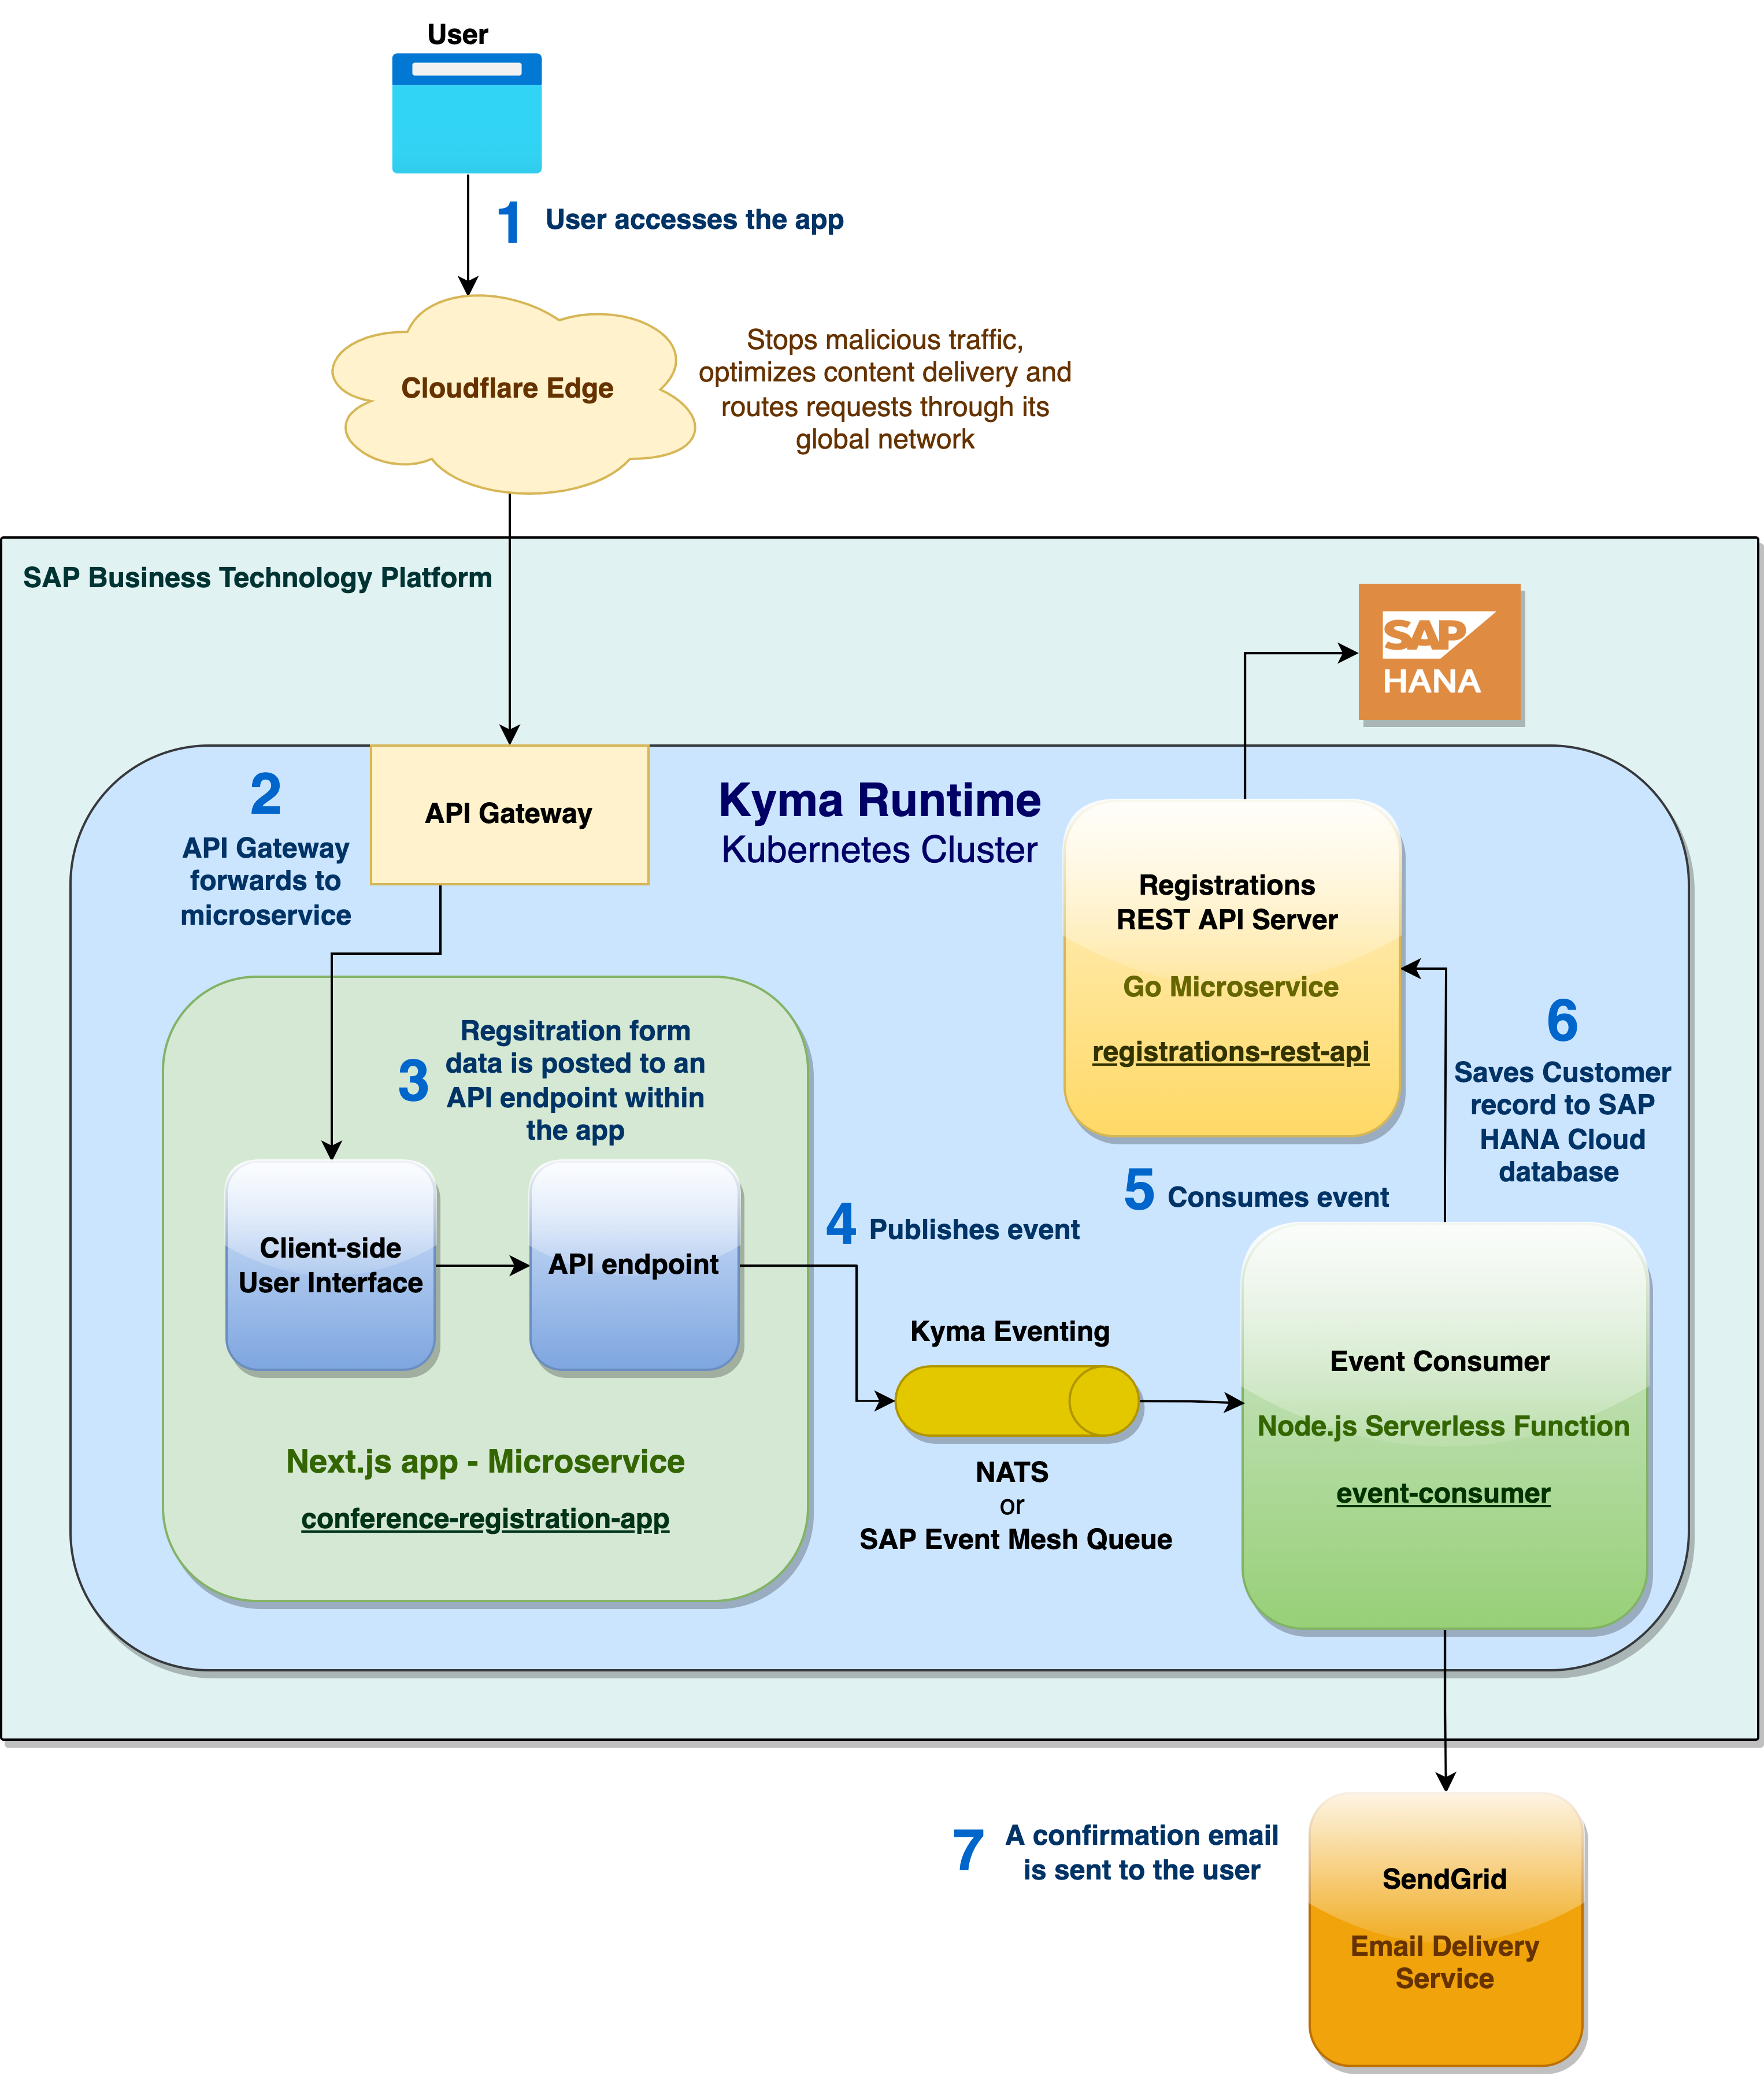 User
1
User accesses the app
Cloudflare Edge
Stops malicious traffic,
optimizes content delivery and
routes requests through its
global network
SAP Business Technology Platform
SAP
HANA
2
API Gateway
forwards to
microservice
API Gateway
Kyma Runtime
Kubernetes Cluster
Registrations
REST API Server
Go Microservice
registrations-rest-api
6
Saves Customer
record to SAP
HANA Cloud
database
3
Regsitration form
data is posted to an
API endpoint within
the app
Client-side
User Interface
API endpoint
4
Publishes event
5
Consumes event
Kyma Eventing
NATS
or
SAP Event Mesh Queue
Event Consumer
Node.js Serverless Function
event-consumer
Next.js app - Microservice
conference-registration-app
7
A confirmation email
is sent to the user
SendGrid
Email Delivery
Service